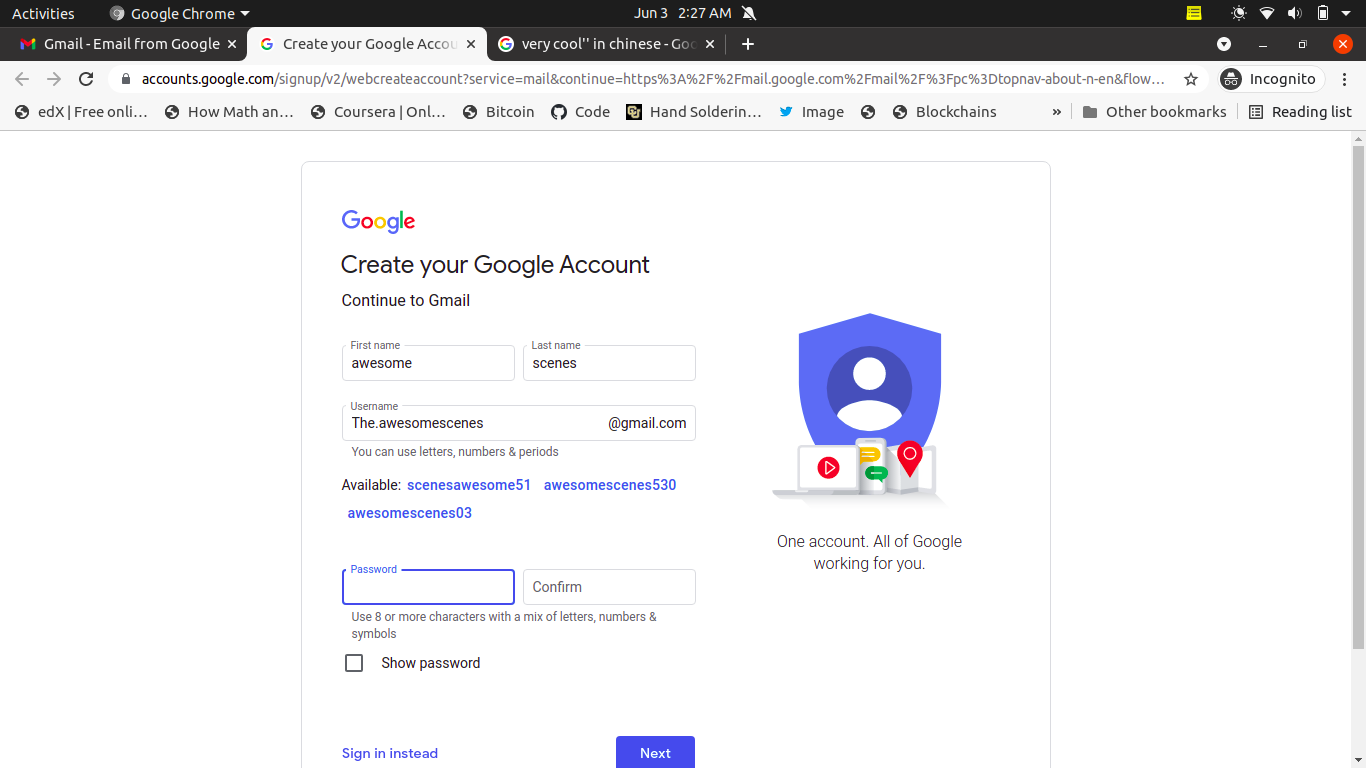 Activities Google Chrome Jun 3 2:27 AM
Gmail - Email from Google Create your Google Accou very cool'' in chinese - Goo
accounts.google.com/signup/v2/webcreateaccount?service=mail&continue=https%3A%2F%2Fmail.google.com%2Fmail%2F%3Fpc%3Dtopnav-about-n-en&flow… Incognito
edX | Free onli… How Math an… Coursera | Onl… Bitcoin Code Hand Solderin… Image Blockchains » Other bookmarks Reading list
Google
Create your Google Account
Continue to Gmail
First name Last name
awesome scenes
Username
The.awesomescenes @gmail.com
You can use letters, numbers & periods
Available: scenesawesome51 awesomescenes530
awesomescenes03
One account. All of Google
working for you.
Password
Confirm
Use 8 or more characters with a mix of letters, numbers &
symbols
Show password
Sign in instead Next